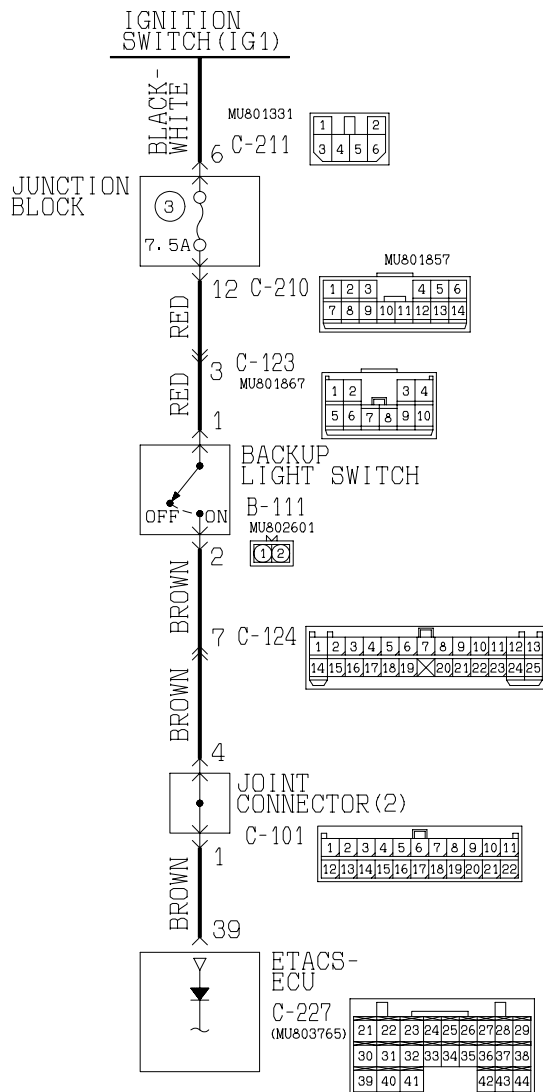 IGNITION
SWITCH(IG1)
BLACK-
WHITE
MU801331
6 C-211
1 2
3 4 5 6
JUNCTION
BLOCK
3
7.5A
12 C-210
MU801857
1 2 3 4 5 6
7 8 9 10 11 12 13 14
RED
3 C-123
MU801867
1 2 3 4
5 6 7 8 9 10
RED
1
BACKUP
LIGHT SWITCH
OFF ON
B-111
MU802601
1 2
2
BROWN
7 C-124
1 2 3 4 5 6 7 8 9 10 11 12 13
14 15 16 17 18 19 20 21 22 23 24 25
BROWN
4
JOINT
CONNECTOR(2)
C-101
1 2 3 4 5 6 7 8 9 10 11
12 13 14 15 16 17 18 19 20 21 22
1
BROWN
39
ETACS-
ECU
C-227
(MU803765)
21 22 23 24 25 26 27 28 29
30 31 32 33 34 35 36 37 38
39 40 41 42 43 44